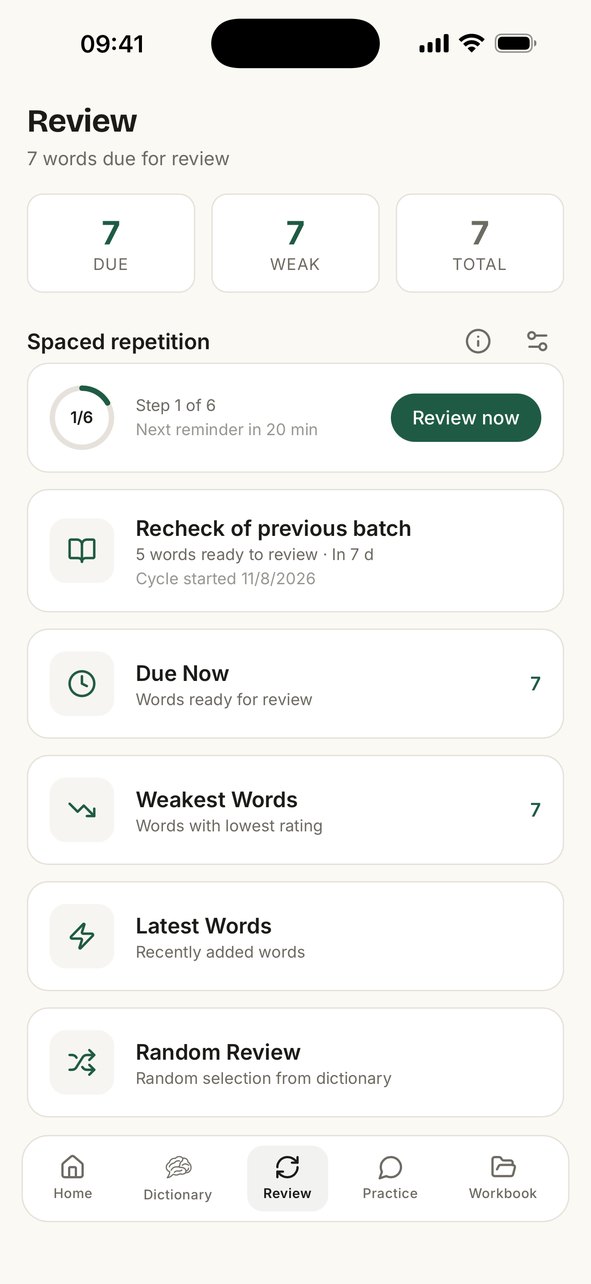 09:41
Review
7 words due for review
7
DUE
7
WEAK
7
TOTAL
Spaced repetition
1/6
Step 1 of 6
Next reminder in 20 min
Review now
Recheck of previous batch
5 words ready to review · In 7 d
Cycle started 11/8/2026
Due Now
Words ready for review
7
Weakest Words
Words with lowest rating
7
Latest Words
Recently added words
Random Review
Random selection from dictionary
Home
Dictionary
Review
Practice
Workbook